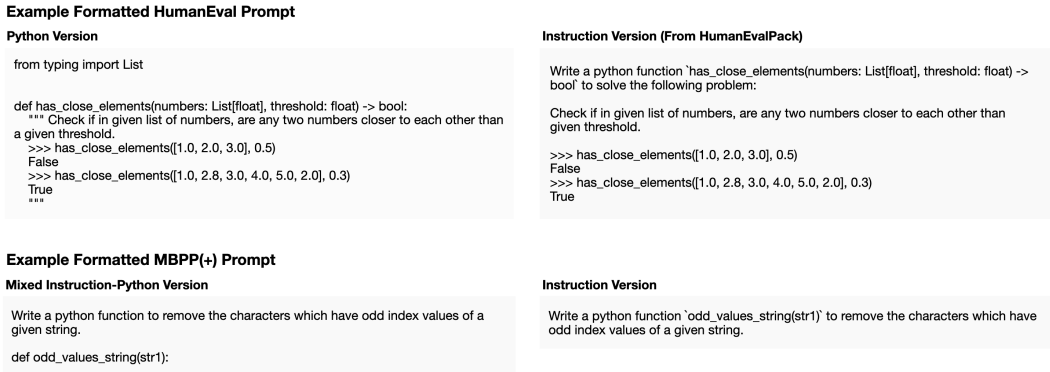 Example Formatted HumanEval Prompt
Python Version
from typing import List
def has_close_elements(numbers: List[float], threshold: float) -> bool:
""" Check if in given list of numbers, are any two numbers closer to each other than
a given threshold.
>>> has_close_elements([1.0, 2.0, 3.0], 0.5)
False
>>> has_close_elements([1.0, 2.8, 3.0, 4.0, 5.0, 2.0], 0.3)
True
"""
Instruction Version (From HumanEvalPack)
Write a python function `has_close_elements(numbers: List[float], threshold: float) ->
bool` to solve the following problem:
Check if in given list of numbers, are any two numbers closer to each other than
given threshold.
>>> has_close_elements([1.0, 2.0, 3.0], 0.5)
False
>>> has_close_elements([1.0, 2.8, 3.0, 4.0, 5.0, 2.0], 0.3)
True
Example Formatted MBPP(+) Prompt
Mixed Instruction-Python Version
Write a python function to remove the characters which have odd index values of a
given string.
def odd_values_string(str1):
Instruction Version
Write a python function `odd_values_string(str1)` to remove the characters which have
odd index values of a given string.